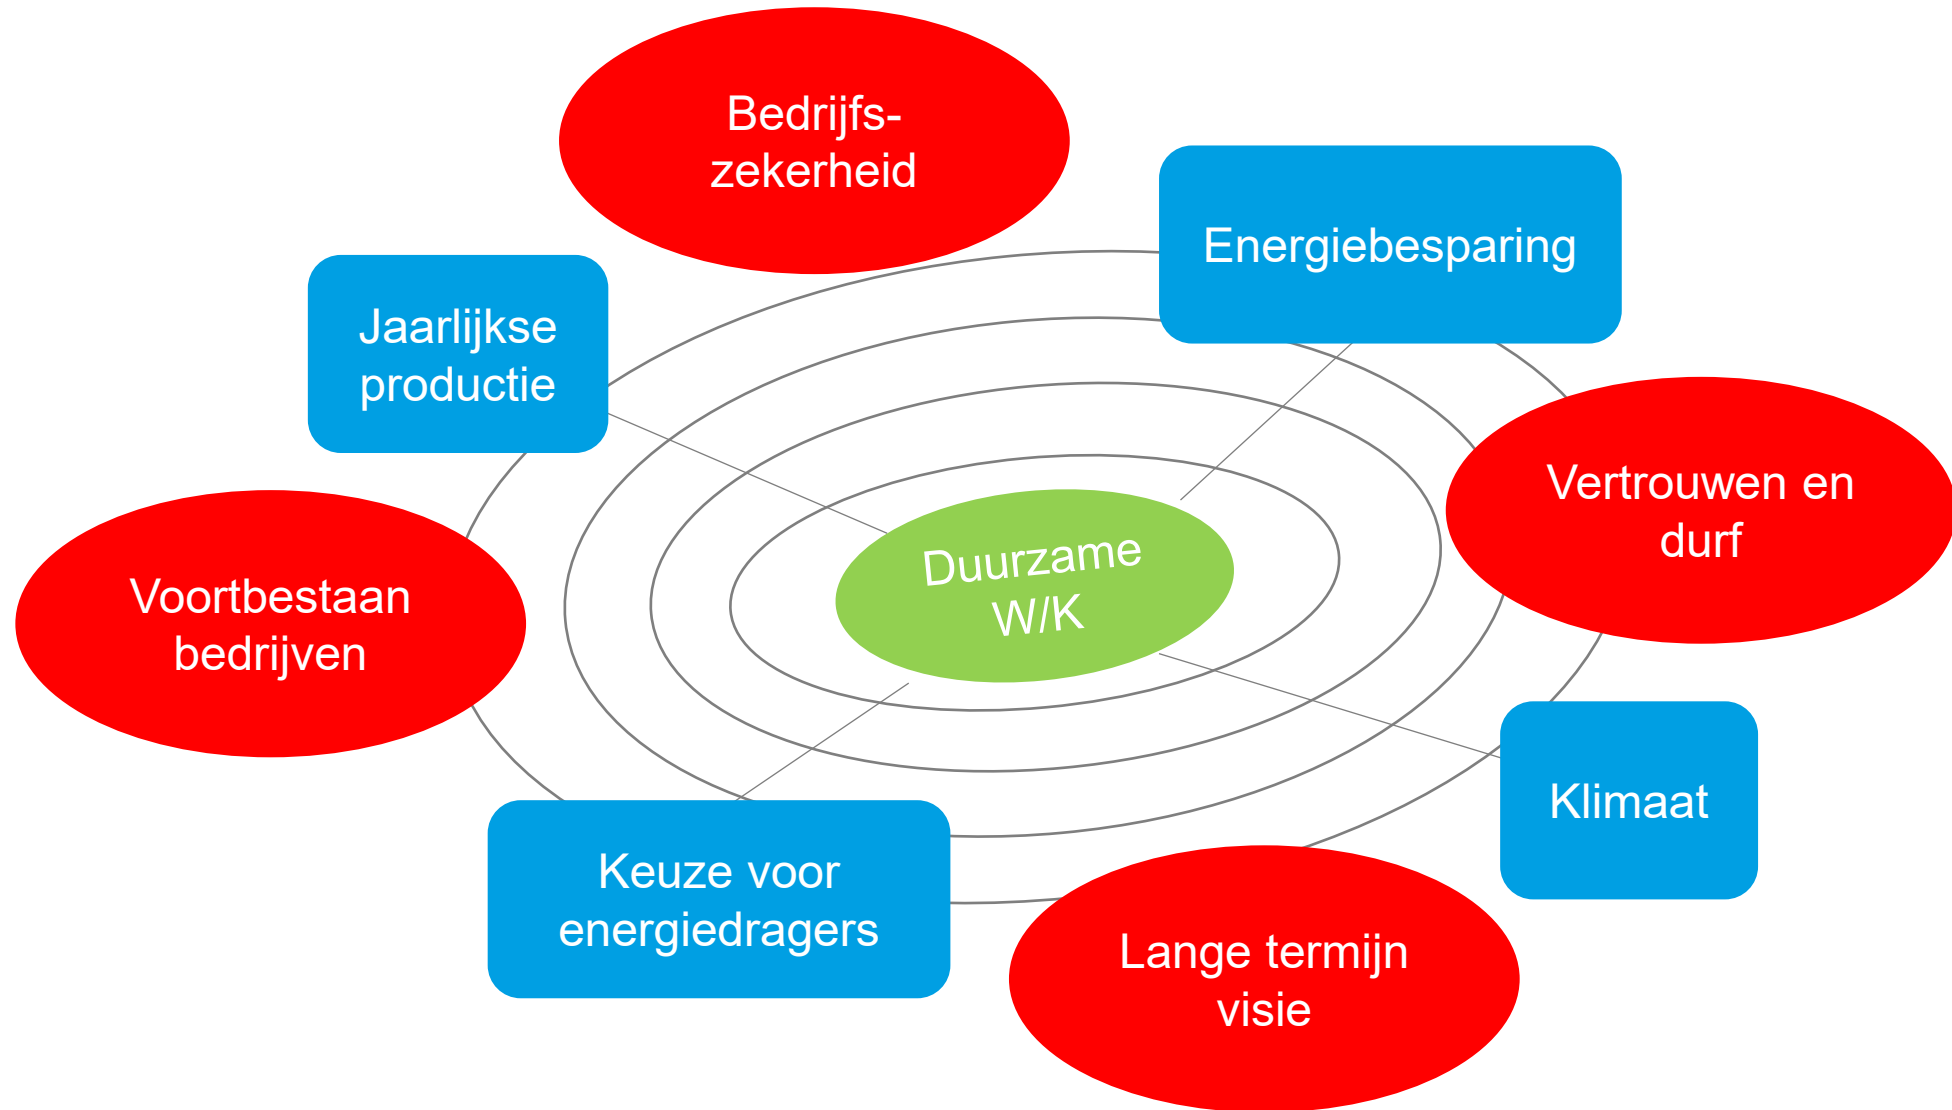 Bedrijfs-
zekerheid
Energiebesparing
Jaarlijkse
productie
Vertrouwen en
durf
Duurzame
W/K
Voortbestaan
bedrijven
Klimaat
Keuze voor
energiedragers
Lange termijn
visie